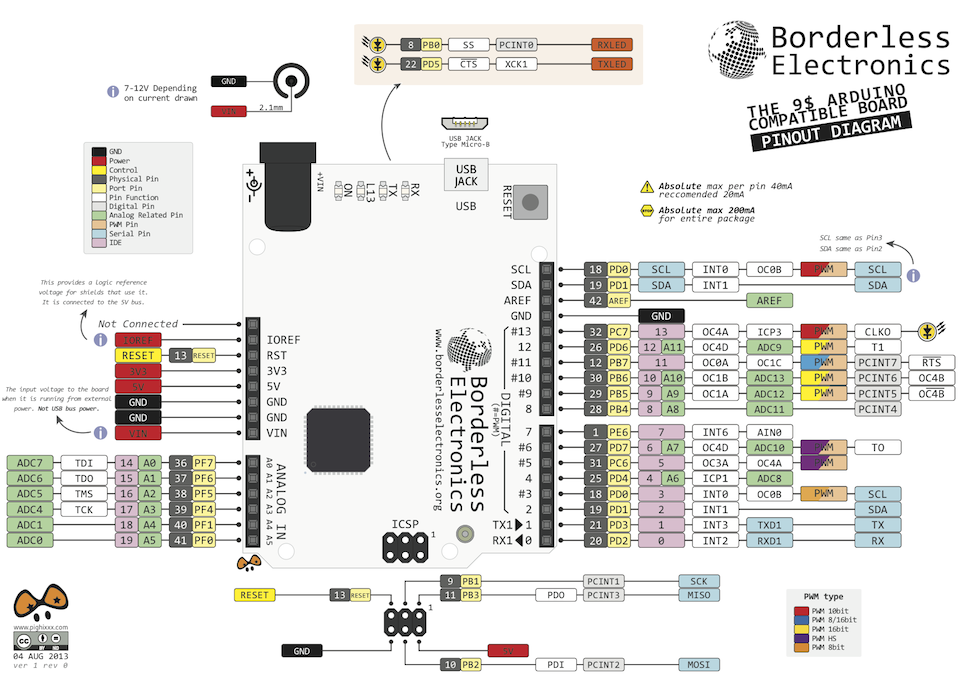 8 PB0 SS PCINT0 RXLED
22 PD5 CTS XCK1 TXLED
Borderless
Electronics
THE 9$ ARDUINO
COMPATIBLE BOARD
PINOUT DIAGRAM
GND
7-12V Depending
on current drawn
VIN
2.1mm
USB JACK
Type Micro-B
GND
Power
Control
Physical Pin
Port Pin
Pin Function
Digital Pin
Analog Related Pin
PWM Pin
Serial Pin
IDE
+VIN
ON
L13
TX
RX
USB
JACK
USB
RESET
Absolute max per pin 40mA
reccomended 20mA
Absolute max 200mA
for entire package
SCL same as Pin3
SDA same as Pin2
This provides a logic reference
voltage for shields that use it.
It is connected to the 5V bus.
Not Connected
IOREF IOREF
RESET 13 RESET RST
3V3 3V3
5V 5V
GND GND
GND GND
VIN VIN
The input voltage to the board
when it is running from external
power. Not USB bus power.
ADC7 TDI 14 A0 36 PF7 A0
ADC6 TDO 15 A1 37 PF6 A1
ADC5 TMS 16 A2 38 PF5 A2
ADC4 TCK 17 A3 39 PF4 A3
ADC1 18 A4 40 PF1 A4
ADC0 19 A5 41 PF0 A5
ANALOG IN
www.borderlesselectronics.org
Borderless
Electronics
DIGITAL
(#=PWM)
ICSP
1
SCL 18 PD0 SCL INT0 OC0B PWM SCL
SDA 19 PD1 SDA INT1 SDA
AREF 42 AREF AREF
GND GND
#13 32 PC7 13 OC4A ICP3 PWM CLKO
12 26 PD6 12 A11 OC4D ADC9 PWM T1
#11 12 PB7 11 OC0A OC1C PWM PCINT7 RTS
#10 30 PB6 10 A10 OC1B ADC13 PWM PCINT6 OC4B
#9 29 PB5 9 A9 OC1A ADC12 PWM PCINT5 OC4B
8 28 PB4 8 A8 ADC11 PCINT4
7 1 PE6 7 INT6 AIN0
#6 27 PD7 6 A7 OC4D ADC10 PWM TO
#5 31 PC6 5 OC3A OC4A PWM
4 25 PD4 4 A6 ICP1 ADC8
#3 18 PD0 3 INT0 OC0B PWM SCL
2 19 PD1 2 INT1 SDA
TX1 1 21 PD3 1 INT3 TXD1 TX
RX1 0 20 PD2 0 INT2 RXD1 RX
9 PB1 PCINT1 SCK
RESET 13 RESET 11 PB3 PDO PCINT3 MISO
1
GND 5V
10 PB2 PDI PCINT2 MOSI
www.pighixxx.com
cc BY ND
04 AUG 2013
ver 1 rev 0
PWM type
PWM 10bit
PWM 8/16bit
PWM 16bit
PWM HS
PWM 8bit